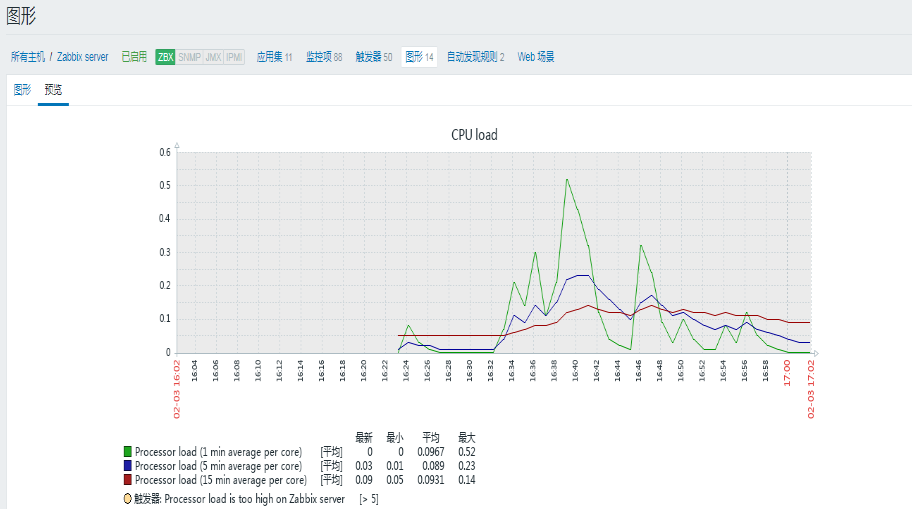 图形
所有主机 / Zabbix server 已启用 ZBX SNMP JMX IPMI 应用集 11 监控项 88 触发器 50 图形 14 自动发现规则 2 Web 场景
图形 预览
CPU load
0.6
0.5
0.4
0.3
0.2
0.1
0
02-03 16:02 16:04 16:06 16:08 16:10 16:12 16:14 16:16 16:18 16:20 16:22 16:24 16:26 16:28 16:30 16:32 16:34 16:36 16:38 16:40 16:42 16:44 16:46 16:48 16:50 16:52 16:54 16:56 16:58 17:00 02-03 17:02
最新 最小 平均 最大
Processor load (1 min average per core) [平均] 0 0 0.0967 0.52
Processor load (5 min average per core) [平均] 0.03 0.01 0.089 0.23
Processor load (15 min average per core) [平均] 0.09 0.05 0.0931 0.14
触发器: Processor load is too high on Zabbix server [> 5]